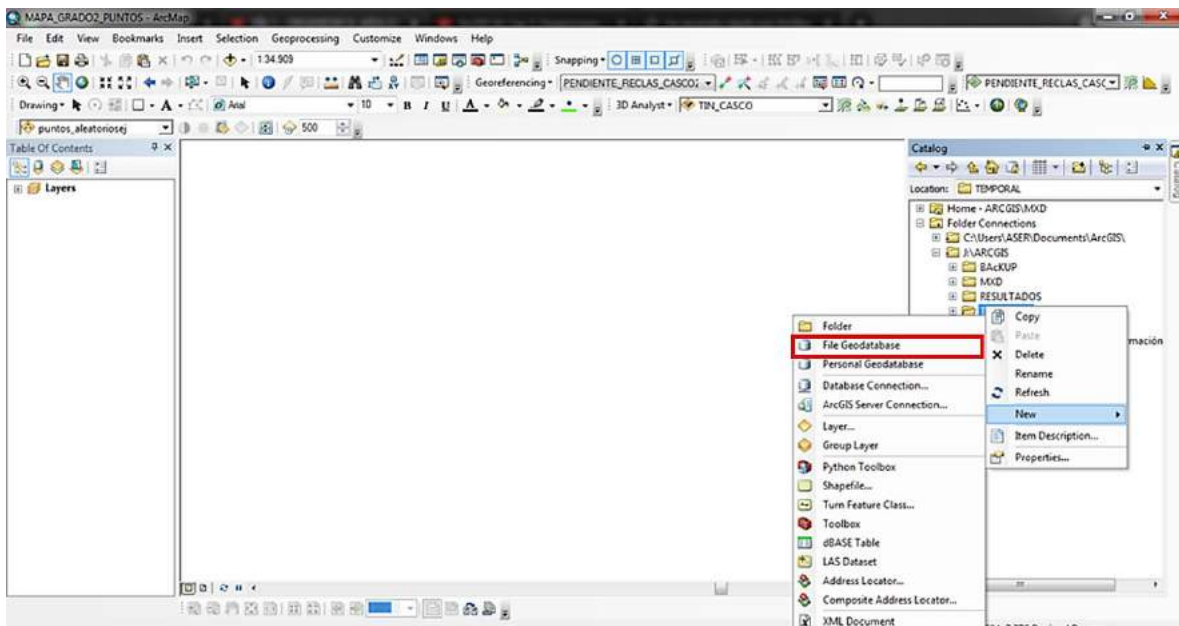 MAPA_GRADO2_PUNTOS - ArcMap
File Edit View Bookmarks Insert Selection Geoprocessing Customize Windows Help
1:34.909
Snapping
Georeferencing
PENDIENTE_RECLAS_CASCO2
PENDIENTE_RECLAS_CASC
Drawing
Arial
10
B I U A
3D Analyst
TIN_CASCO
puntos_aleatoriosej
500
Table Of Contents
Layers
Catalog
Location: TEMPORAL
Home - ARCGIS\MXD
Folder Connections
C:\Users\ASER\Documents\ArcGIS\
J:\ARCGIS
BAcKUP
MXD
RESULTADOS
mación
Copy
Paste
Delete
Rename
Refresh
New
Item Description...
Properties...
Folder
File Geodatabase
Personal Geodatabase
Database Connection...
ArcGIS Server Connection...
Layer...
Group Layer
Python Toolbox
Shapefile...
Turn Feature Class...
Toolbox
dBASE Table
LAS Dataset
Address Locator...
Composite Address Locator...
XML Document